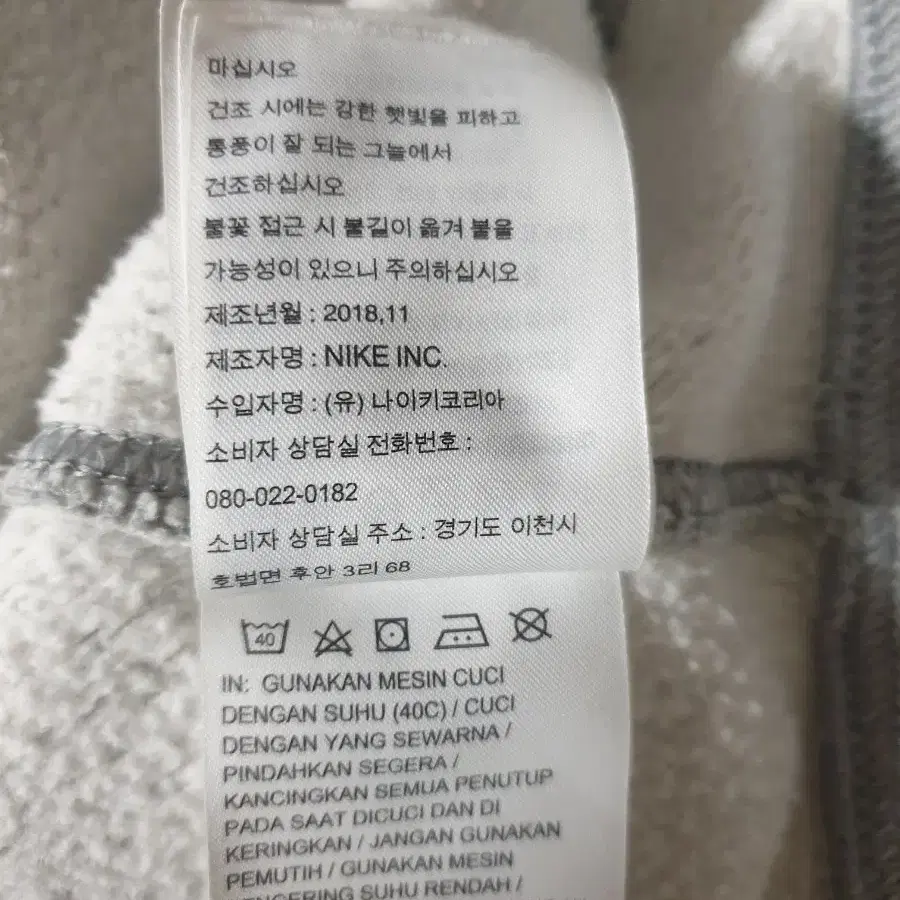 마십시오
건조 시에는 강한 햇빛을 피하고
통풍이 잘 되는 그늘에서
건조하십시오
불꽃 접근 시 불길이 옮겨 붙을
가능성이 있으니 주의하십시오
제조년월 : 2018,11
제조자명 : NIKE INC.
수입자명 : (유) 나이키코리아
소비자 상담실 전화번호 :
080-022-0182
소비자 상담실 주소 : 경기도 이천시
호법면 후안 3리 68
40
IN: GUNAKAN MESIN CUCI
DENGAN SUHU (40C) / CUCI
DENGAN YANG SEWARNA /
PINDAHKAN SEGERA /
KANCINGKAN SEMUA PENUTUP
PADA SAAT DICUCI DAN DI
KERINGKAN / JANGAN GUNAKAN
PEMUTIH / GUNAKAN MESIN
PENGERING SUHU RENDAH /